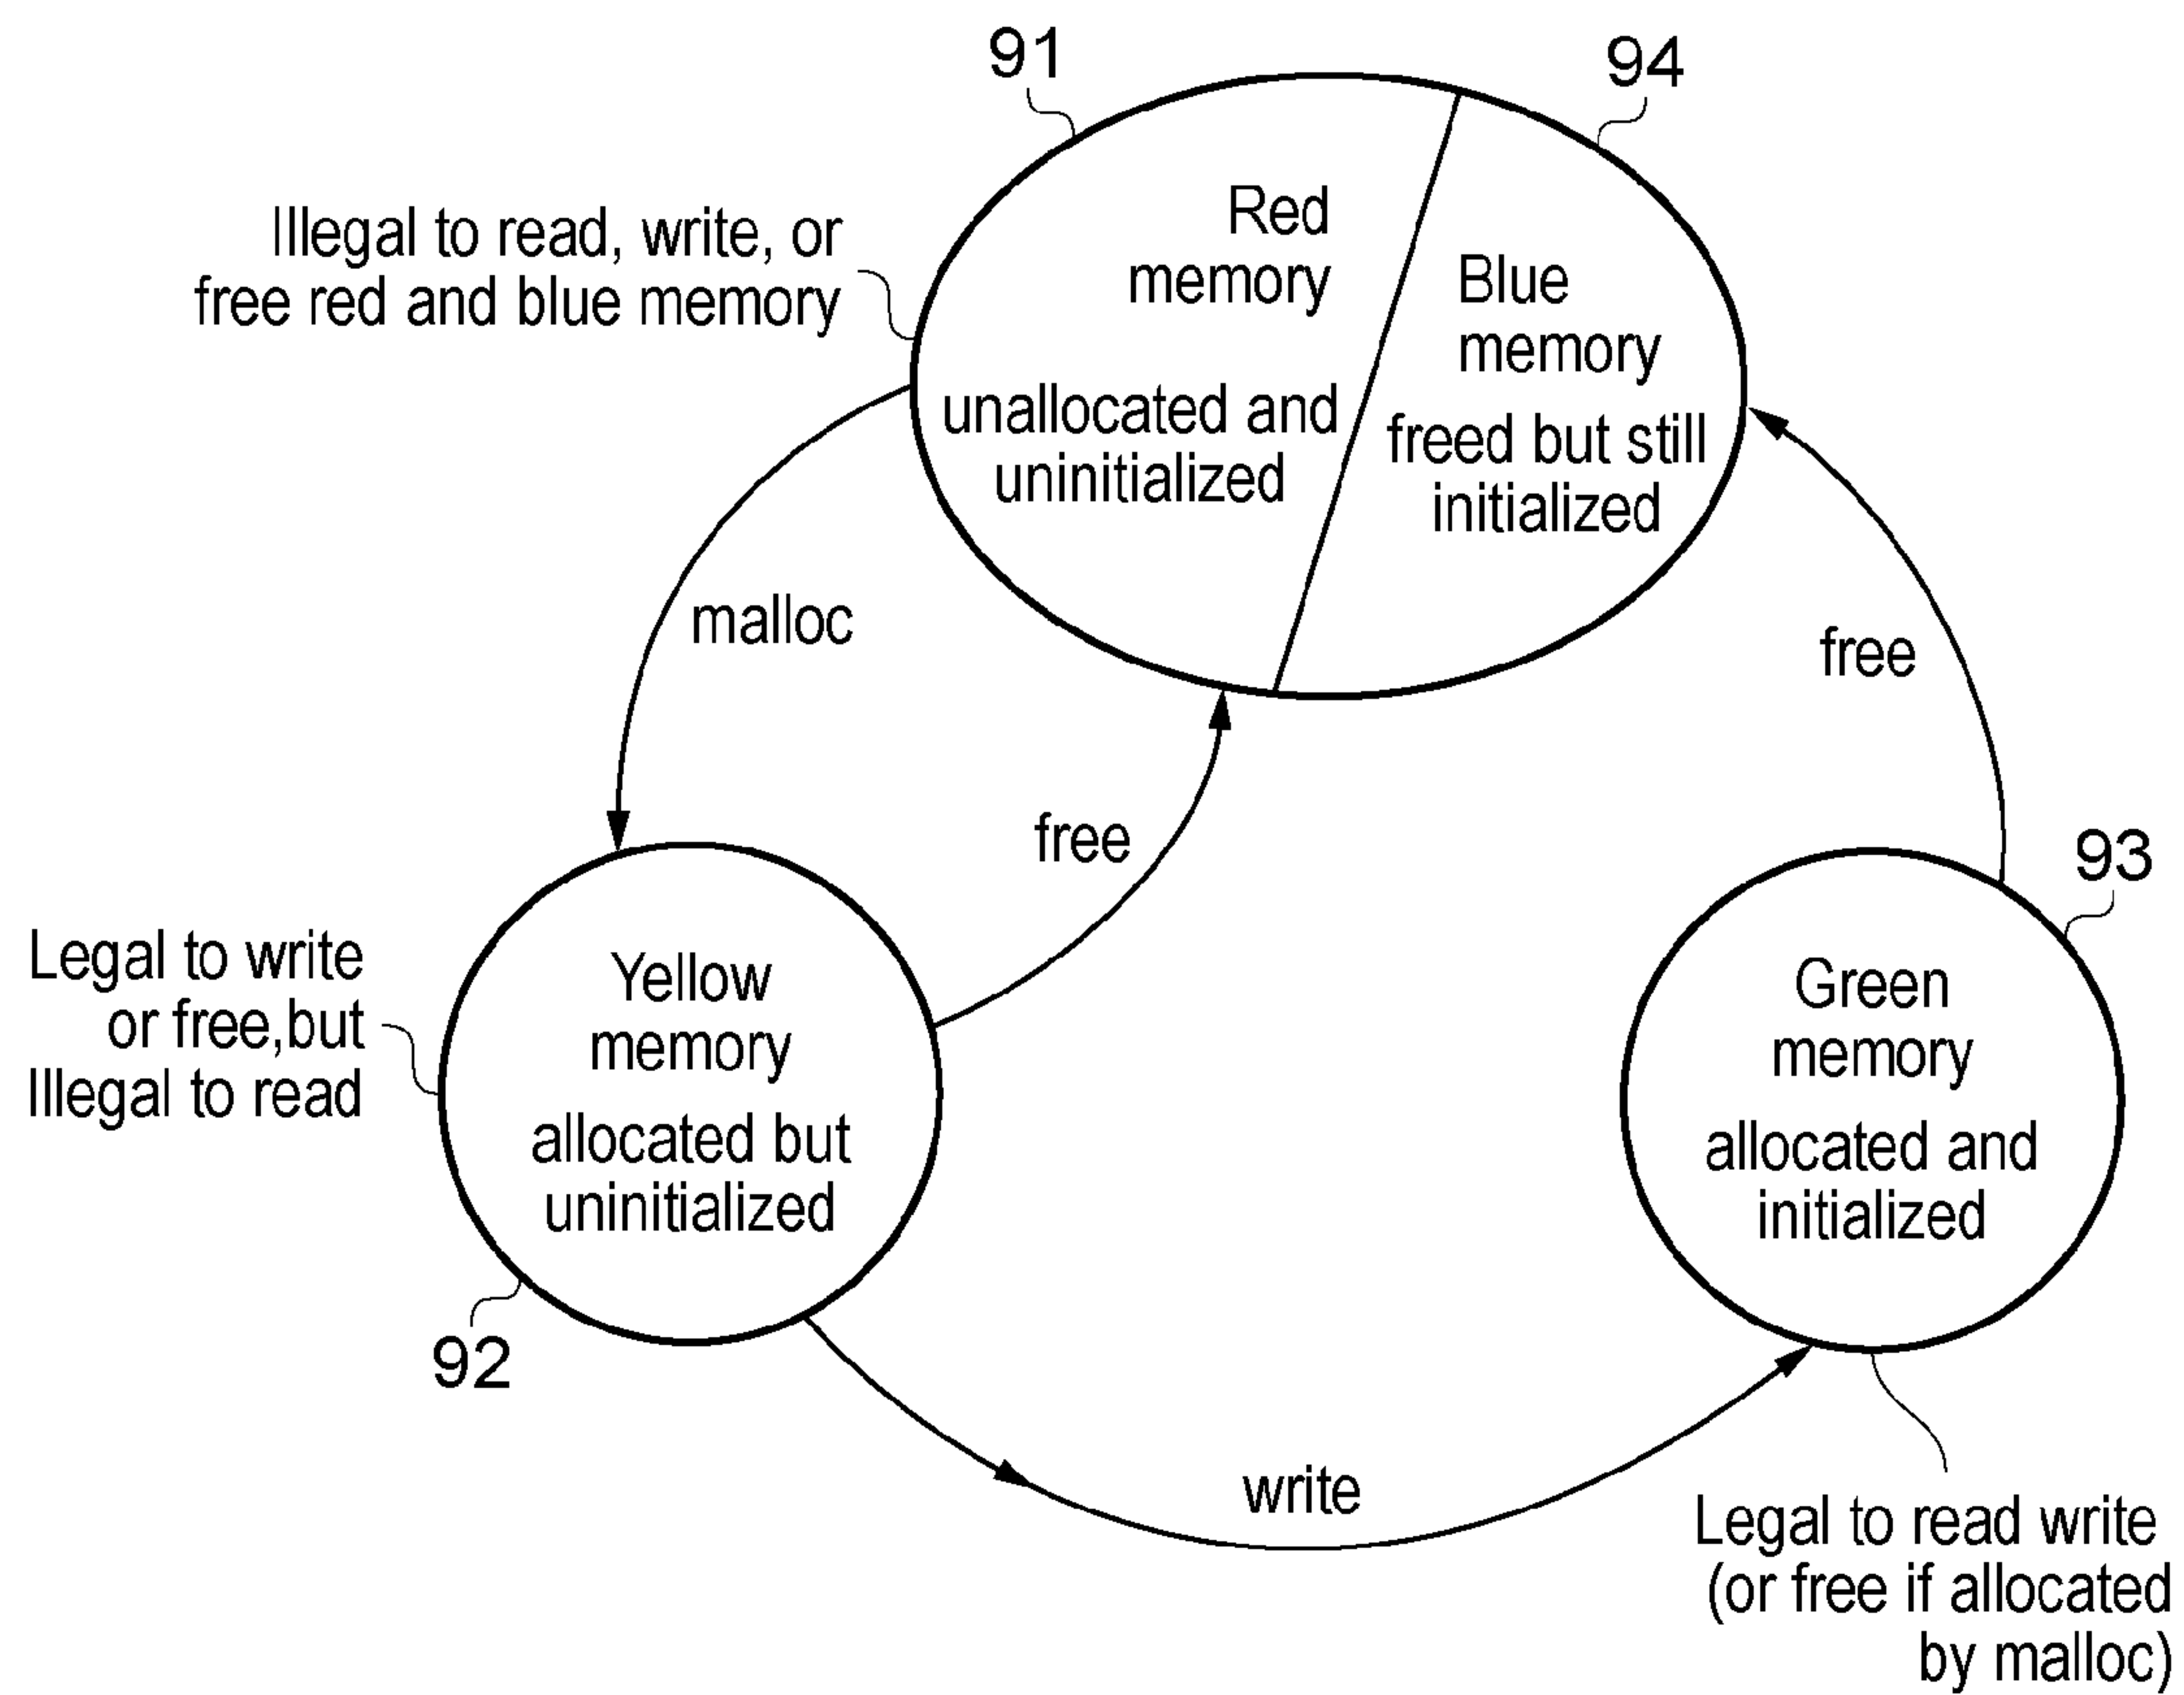 91
94
Illegal to read, write, or
free red and blue memory
Red
memory
unallocated and
uninitialized
Blue
memory
freed but still
initialized
malloc
free
free
93
Legal to write
or free,but
Illegal to read
Yellow
memory
allocated but
uninitialized
Green
memory
allocated and
initialized
92
write
Legal to read write
(or free if allocated
by malloc)